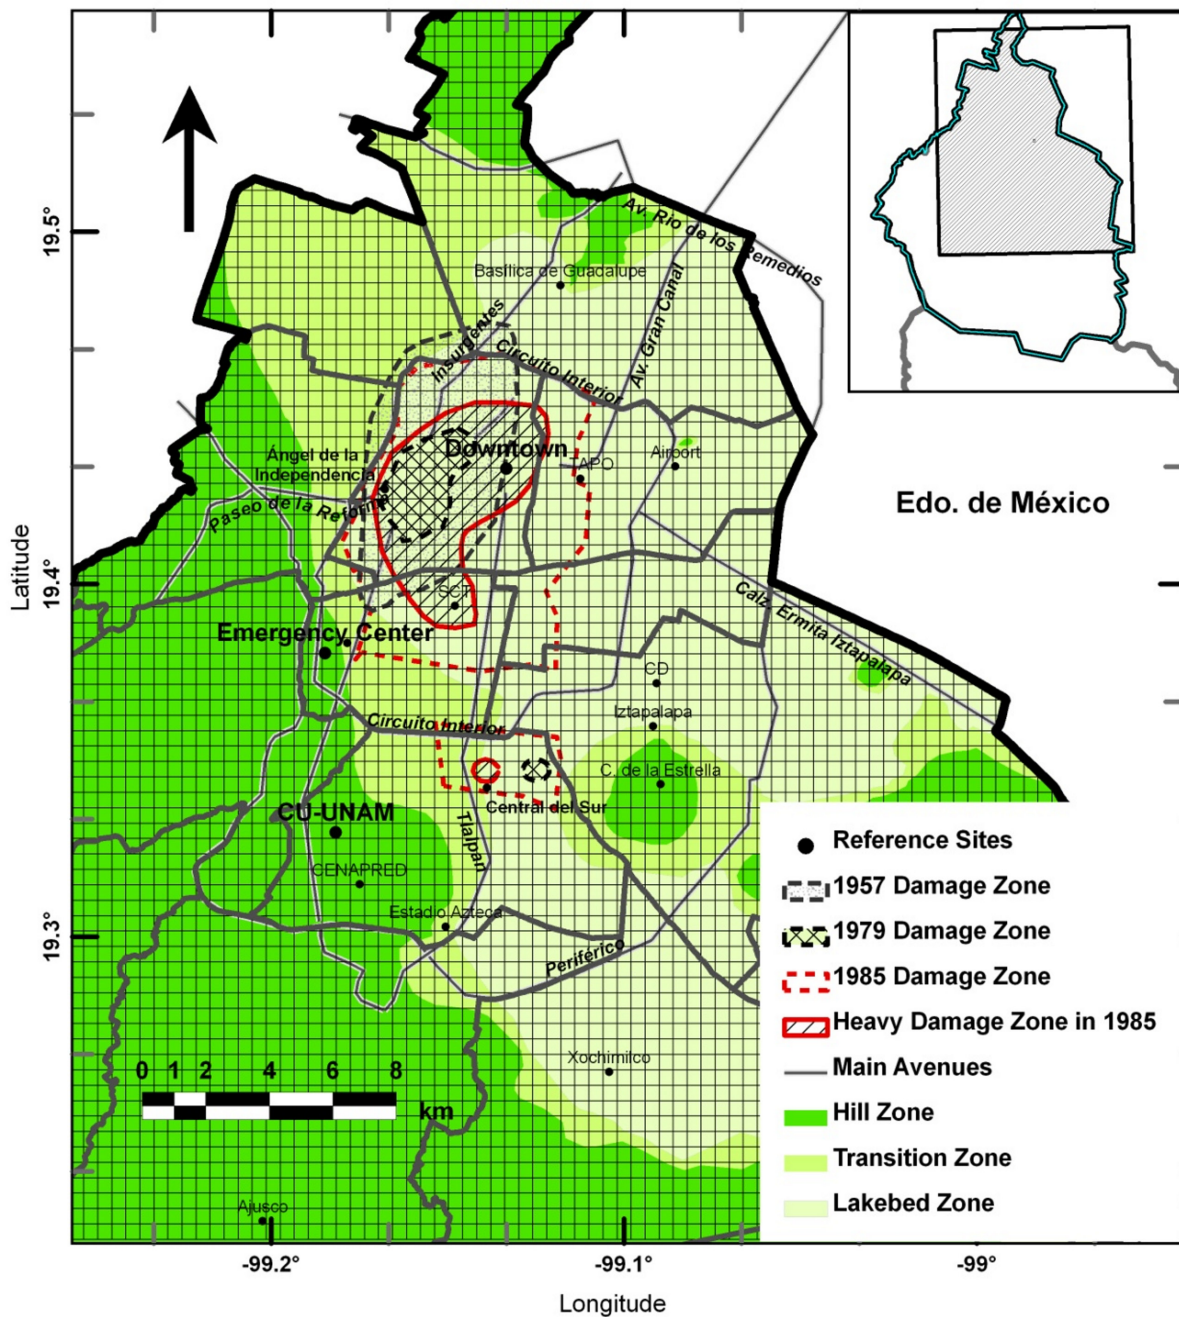 19.5°
19.4°
19.3°
Latitude
Av. Rio de los Remedios
Basílica de Guadalupe
Av. Gran Canal
Insurgentes
Circuito Interior
Downtown
TAPO
Airport
Ángel de la
Independencia
Paseo de la Reforma
Edo. de México
SCT
Calz. Ermita Iztapalapa
Emergency Center
CD
Iztapalapa
Circuito Interior
C. de la Estrella
Central del Sur
CU-UNAM
Tlalpan
CENAPRED
Estadio Azteca
Periférico
Xochimilco
0 1 2 4 6 8
km
Ajusco
Reference Sites
1957 Damage Zone
1979 Damage Zone
1985 Damage Zone
Heavy Damage Zone in 1985
Main Avenues
Hill Zone
Transition Zone
Lakebed Zone
-99.2° -99.1° -99°
Longitude